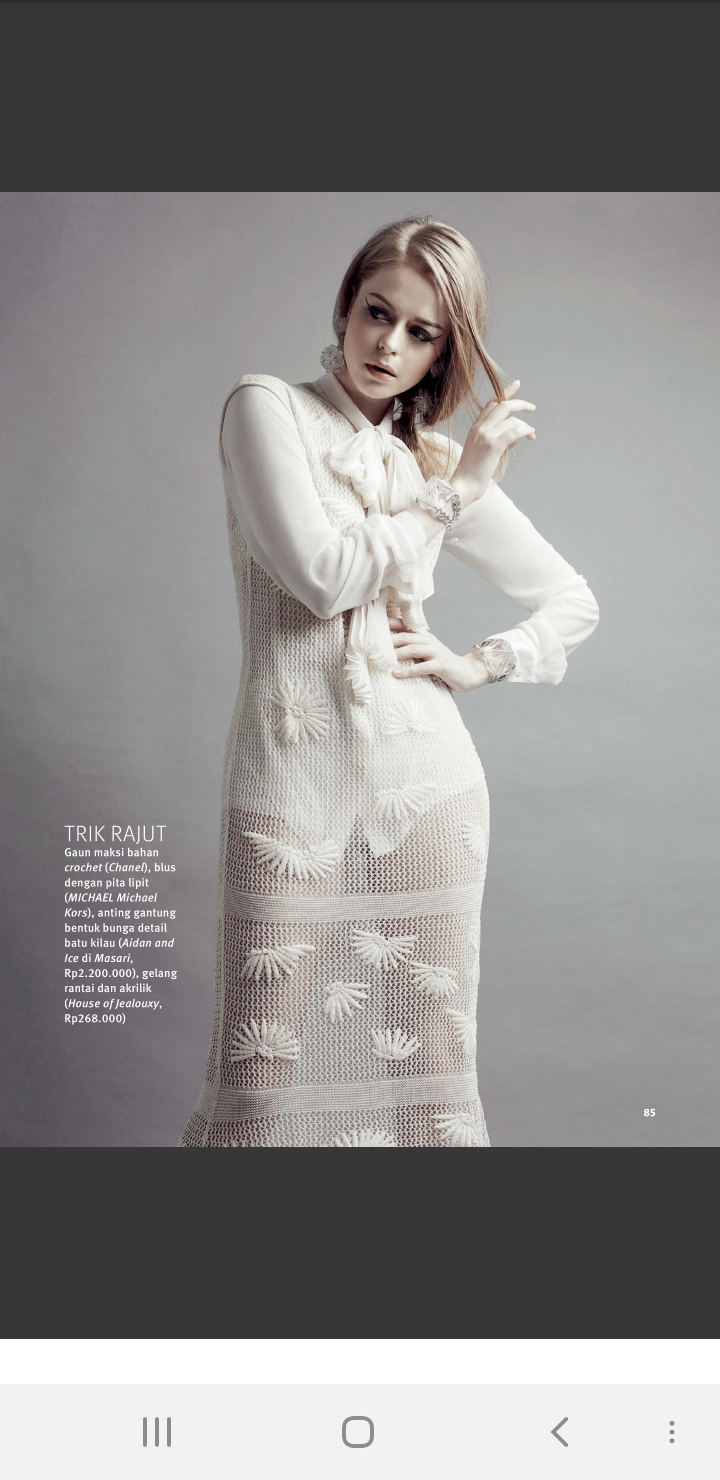 TRIK RAJUT
Gaun maksi bahan
crochet (Chanel), blus
dengan pita lipit
(MICHAEL Michael
Kors), anting gantung
bentuk bunga detail
batu kilau (Aidan and
Ice di Masari,
Rp2.200.000), gelang
rantai dan akrilik
(House of Jealouxy,
Rp268.000)
85